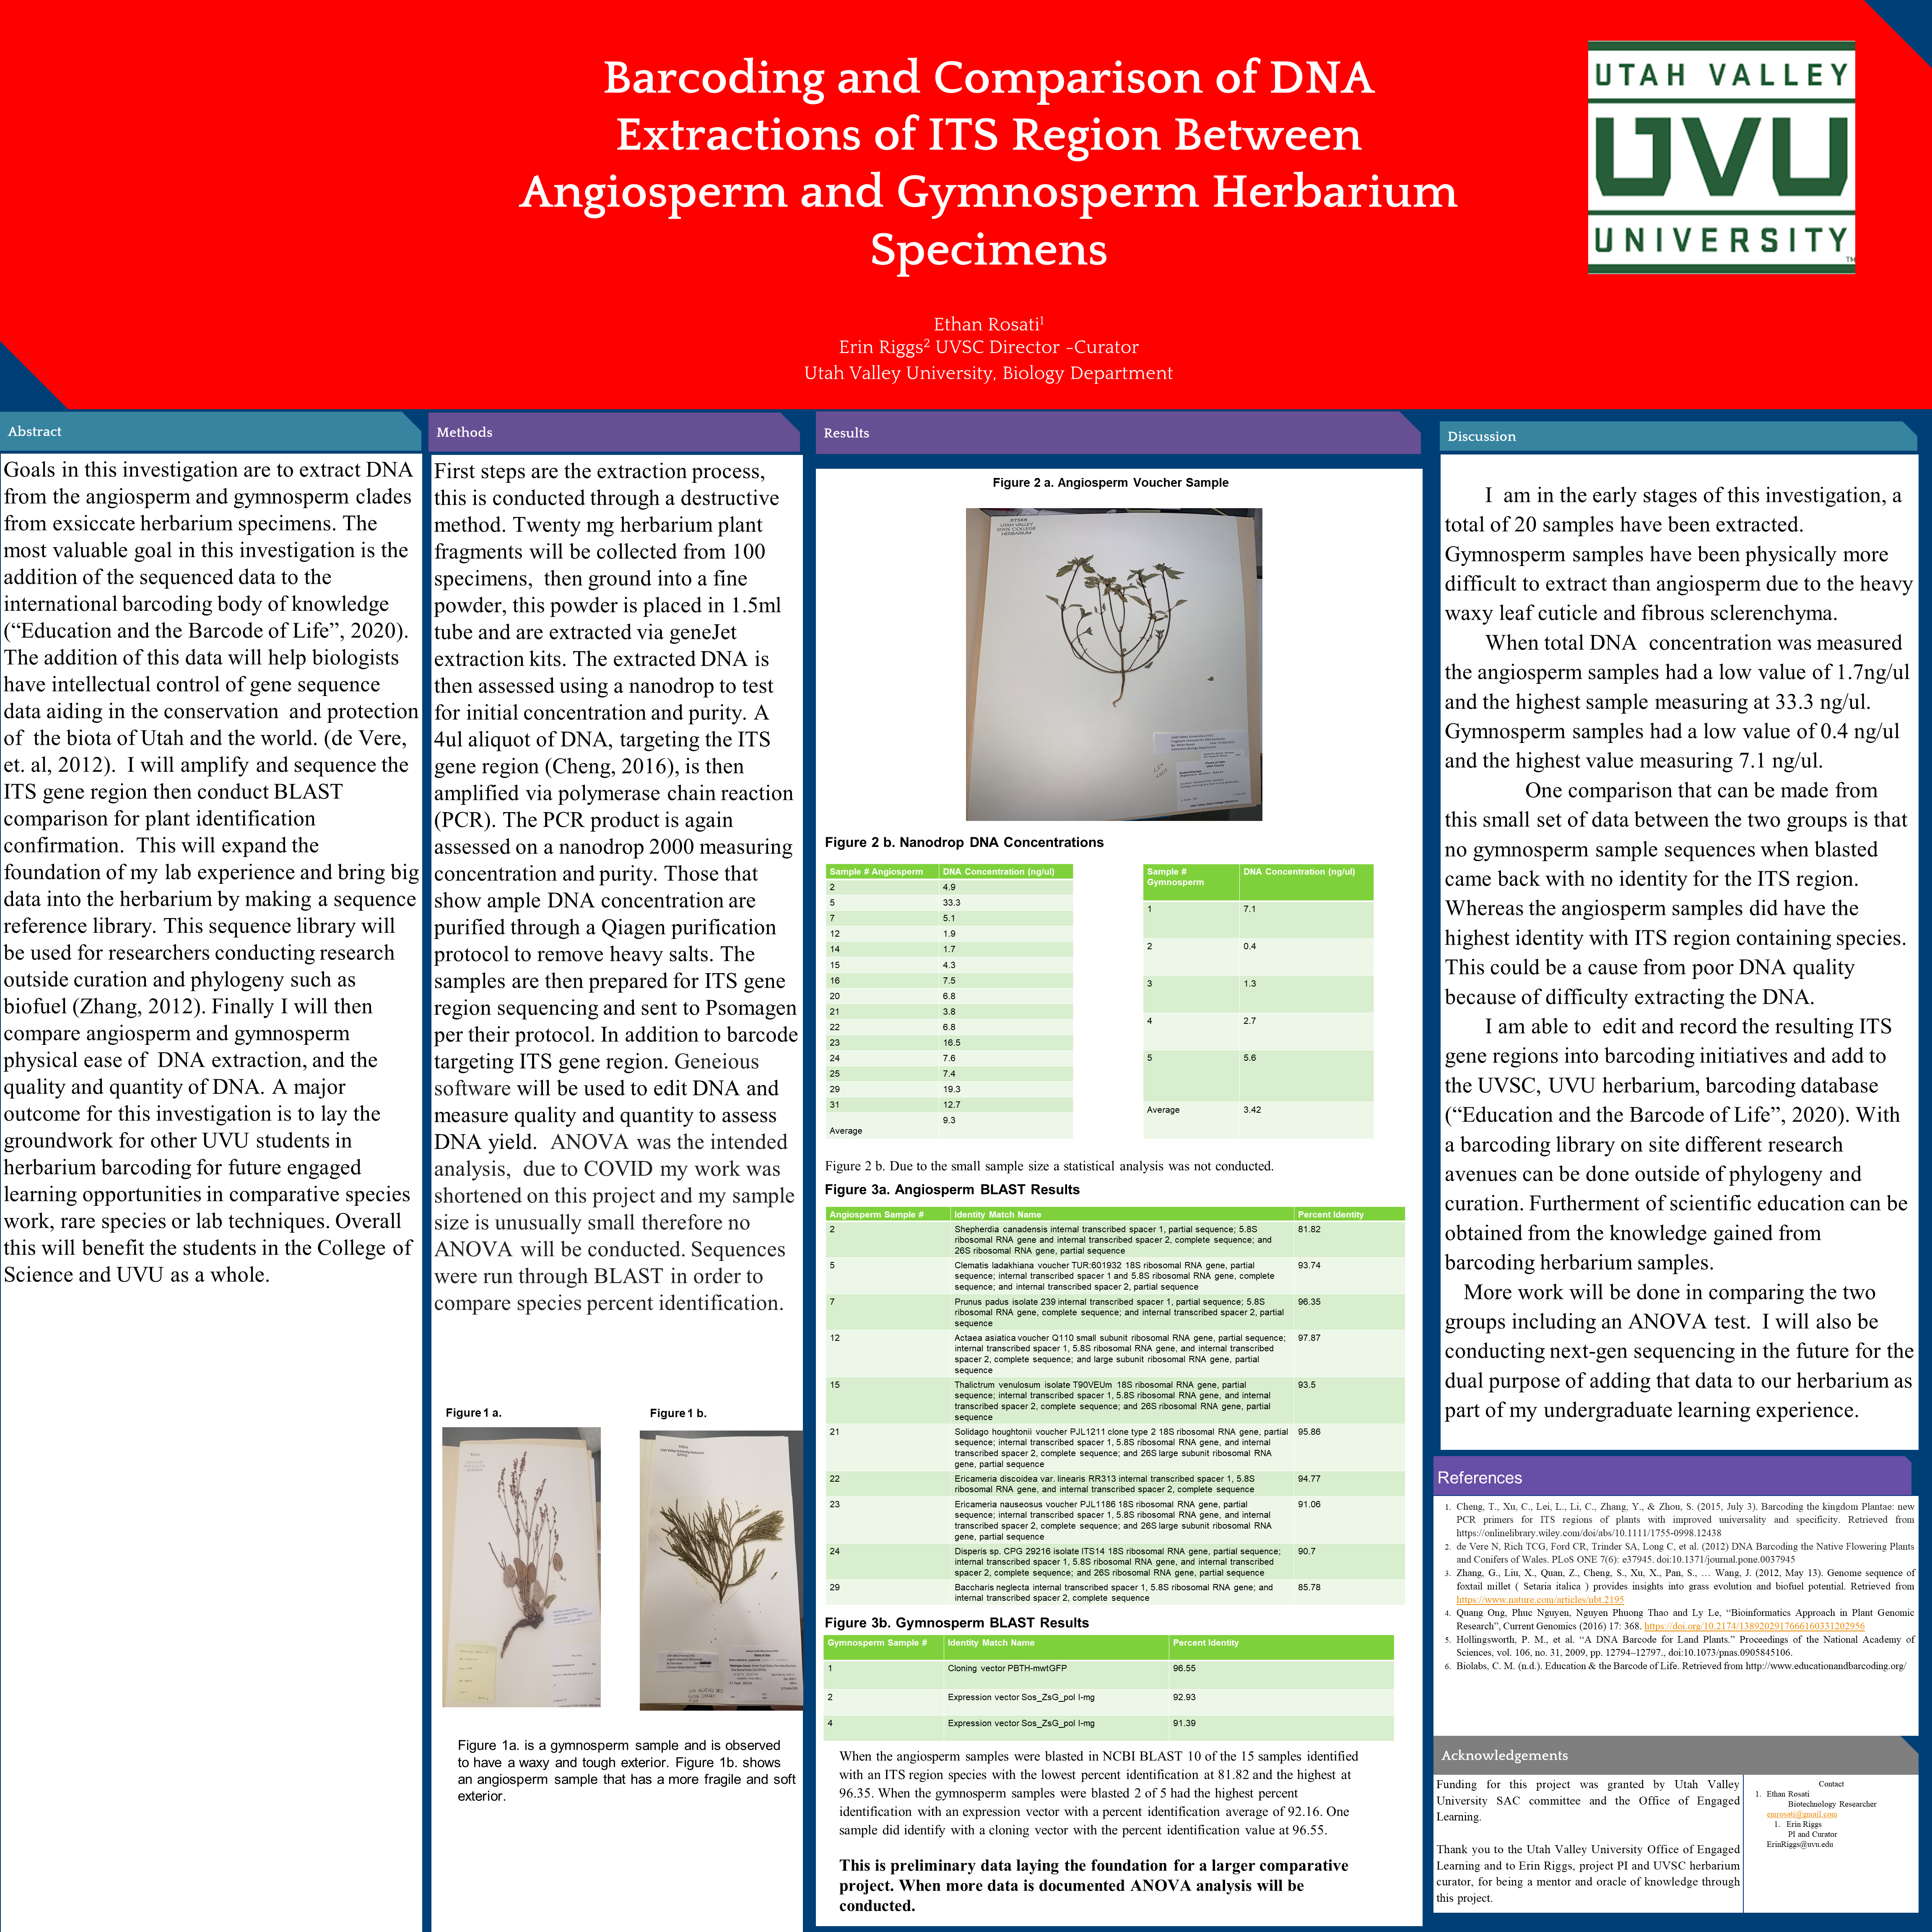 Barcoding and Comparison of DNA
Extractions of ITS Region Between
Angiosperm and Gymnosperm Herbarium
Specimens
Ethan Rosati1
Erin Riggs2 UVSC Director -Curator
Utah Valley University, Biology Department
UTAH VALLEY
UVU
UNIVERSITY
TM
Abstract
Goals in this investigation are to extract DNA
from the angiosperm and gymnosperm clades
from exsiccate herbarium specimens. The
most valuable goal in this investigation is the
addition of the sequenced data to the
international barcoding body of knowledge
(“Education and the Barcode of Life”, 2020).
The addition of this data will help biologists
have intellectual control of gene sequence
data aiding in the conservation and protection
of the biota of Utah and the world. (de Vere,
et. al, 2012). I will amplify and sequence the
ITS gene region then conduct BLAST
comparison for plant identification
confirmation. This will expand the
foundation of my lab experience and bring big
data into the herbarium by making a sequence
reference library. This sequence library will
be used for researchers conducting research
outside curation and phylogeny such as
biofuel (Zhang, 2012). Finally I will then
compare angiosperm and gymnosperm
physical ease of DNA extraction, and the
quality and quantity of DNA. A major
outcome for this investigation is to lay the
groundwork for other UVU students in
herbarium barcoding for future engaged
learning opportunities in comparative species
work, rare species or lab techniques. Overall
this will benefit the students in the College of
Science and UVU as a whole.
Methods
First steps are the extraction process,
this is conducted through a destructive
method. Twenty mg herbarium plant
fragments will be collected from 100
specimens, then ground into a fine
powder, this powder is placed in 1.5ml
tube and are extracted via geneJet
extraction kits. The extracted DNA is
then assessed using a nanodrop to test
for initial concentration and purity. A
4ul aliquot of DNA, targeting the ITS
gene region (Cheng, 2016), is then
amplified via polymerase chain reaction
(PCR). The PCR product is again
assessed on a nanodrop 2000 measuring
concentration and purity. Those that
show ample DNA concentration are
purified through a Qiagen purification
protocol to remove heavy salts. The
samples are then prepared for ITS gene
region sequencing and sent to Psomagen
per their protocol. In addition to barcode
targeting ITS gene region. Geneious
software will be used to edit DNA and
measure quality and quantity to assess
DNA yield. ANOVA was the intended
analysis, due to COVID my work was
shortened on this project and my sample
size is unusually small therefore no
ANOVA will be conducted. Sequences
were run through BLAST in order to
compare species percent identification.
Figure 1 a.
Figure 1 b.
Figure 1a. is a gymnosperm sample and is observed
to have a waxy and tough exterior. Figure 1b. shows
an angiosperm sample that has a more fragile and soft
exterior.
Results
Figure 2 a. Angiosperm Voucher Sample
07586
UTAH VALLEY
STATE COLLEGE
HERBARIUM
Figure 2 b. Nanodrop DNA Concentrations
Sample # Angiosperm DNA Concentration (ng/ul)
2 4.9
5 33.3
7 5.1
12 1.9
14 1.7
15 4.3
16 7.5
20 6.8
21 3.8
22 6.8
23 16.5
24 7.6
25 7.4
29 19.3
31 12.7
Average 9.3
Sample # Gymnosperm DNA Concentration (ng/ul)
1 7.1
2 0.4
3 1.3
4 2.7
5 5.6
Average 3.42
Figure 2 b. Due to the small sample size a statistical analysis was not conducted.
Figure 3a. Angiosperm BLAST Results
Angiosperm Sample # Identity Match Name Percent Identity
2 Shepherdia canadensis internal transcribed spacer 1, partial sequence; 5.8S 81.82
ribosomal RNA gene and internal transcribed spacer 2, complete sequence; and
26S ribosomal RNA gene, partial sequence
5 Clematis ladakhiana voucher TUR:601932 18S ribosomal RNA gene, partial 93.74
sequence; internal transcribed spacer 1 and 5.8S ribosomal RNA gene, complete
sequence; and internal transcribed spacer 2, partial sequence
7 Prunus padus isolate 239 internal transcribed spacer 1, partial sequence; 5.8S 96.35
ribosomal RNA gene, complete sequence; and internal transcribed spacer 2, partial
sequence
12 Actaea asiatica voucher Q110 small subunit ribosomal RNA gene, partial sequence; 97.87
internal transcribed spacer 1, 5.8S ribosomal RNA gene, and internal transcribed
spacer 2, complete sequence; and large subunit ribosomal RNA gene, partial
sequence
15 Thalictrum venulosum isolate T90VEUm 18S ribosomal RNA gene, partial 93.5
sequence; internal transcribed spacer 1, 5.8S ribosomal RNA gene, and internal
transcribed spacer 2, complete sequence; and 26S ribosomal RNA gene, partial
sequence
21 Solidago houghtonii voucher PJL1211 clone type 2 18S ribosomal RNA gene, partial 95.86
sequence; internal transcribed spacer 1, 5.8S ribosomal RNA gene, and internal
transcribed spacer 2, complete sequence; and 26S large subunit ribosomal RNA
gene, partial sequence
22 Ericameria discoidea var. linearis RR313 internal transcribed spacer 1, 5.8S 94.77
ribosomal RNA gene, and internal transcribed spacer 2, complete sequence
23 Ericameria nauseosus voucher PJL1186 18S ribosomal RNA gene, partial 91.06
sequence; internal transcribed spacer 1, 5.8S ribosomal RNA gene, and internal
transcribed spacer 2, complete sequence; and 26S large subunit ribosomal RNA
gene, partial sequence
24 Disperis sp. CPG 29216 isolate ITS14 18S ribosomal RNA gene, partial sequence; 90.7
internal transcribed spacer 1, 5.8S ribosomal RNA gene, and internal transcribed
spacer 2, complete sequence; and 26S ribosomal RNA gene, partial sequence
29 Baccharis neglecta internal transcribed spacer 1, 5.8S ribosomal RNA gene; and 85.78
internal transcribed spacer 2, complete sequence
Figure 3b. Gymnosperm BLAST Results
Gymnosperm Sample # Identity Match Name Percent Identity
1 Cloning vector PBTH-mwtGFP 96.55
2 Expression vector Sos_ZsG_pol I-mg 92.93
4 Expression vector Sos_ZsG_pol I-mg 91.39
When the angiosperm samples were blasted in NCBI BLAST 10 of the 15 samples identified
with an ITS region species with the lowest percent identification at 81.82 and the highest at
96.35. When the gymnosperm samples were blasted 2 of 5 had the highest percent
identification with an expression vector with a percent identification average of 92.16. One
sample did identify with a cloning vector with the percent identification value at 96.55.
This is preliminary data laying the foundation for a larger comparative
project. When more data is documented ANOVA analysis will be
conducted.
Discussion
I am in the early stages of this investigation, a
total of 20 samples have been extracted.
Gymnosperm samples have been physically more
difficult to extract than angiosperm due to the heavy
waxy leaf cuticle and fibrous sclerenchyma.
When total DNA concentration was measured
the angiosperm samples had a low value of 1.7ng/ul
and the highest sample measuring at 33.3 ng/ul.
Gymnosperm samples had a low value of 0.4 ng/ul
and the highest value measuring 7.1 ng/ul.
One comparison that can be made from
this small set of data between the two groups is that
no gymnosperm sample sequences when blasted
came back with no identity for the ITS region.
Whereas the angiosperm samples did have the
highest identity with ITS region containing species.
This could be a cause from poor DNA quality
because of difficulty extracting the DNA.
I am able to edit and record the resulting ITS
gene regions into barcoding initiatives and add to
the UVSC, UVU herbarium, barcoding database
(“Education and the Barcode of Life”, 2020). With
a barcoding library on site different research
avenues can be done outside of phylogeny and
curation. Furtherment of scientific education can be
obtained from the knowledge gained from
barcoding herbarium samples.
More work will be done in comparing the two
groups including an ANOVA test. I will also be
conducting next-gen sequencing in the future for the
dual purpose of adding that data to our herbarium as
part of my undergraduate learning experience.
References
1. Cheng, T., Xu, C., Lei, L., Li, C., Zhang, Y., & Zhou, S. (2015, July 3). Barcoding the kingdom Plantae: new
PCR primers for ITS regions of plants with improved universality and specificity. Retrieved from
https://onlinelibrary.wiley.com/doi/abs/10.1111/1755-0998.12438
2. de Vere N, Rich TCG, Ford CR, Trinder SA, Long C, et al. (2012) DNA Barcoding the Native Flowering Plants
and Conifers of Wales. PLoS ONE 7(6): e37945. doi:10.1371/journal.pone.0037945
3. Zhang, G., Liu, X., Quan, Z., Cheng, S., Xu, X., Pan, S., … Wang, J. (2012, May 13). Genome sequence of
foxtail millet ( Setaria italica ) provides insights into grass evolution and biofuel potential. Retrieved from
https://www.nature.com/articles/nbt.2195
4. Quang Ong, Phuc Nguyen, Nguyen Phuong Thao and Ly Le, “Bioinformatics Approach in Plant Genomic
Research”, Current Genomics (2016) 17: 368. https://doi.org/10.2174/1389202917666160331202956
5. Hollingsworth, P. M., et al. “A DNA Barcode for Land Plants.” Proceedings of the National Academy of
Sciences, vol. 106, no. 31, 2009, pp. 12794–12797., doi:10.1073/pnas.0905845106.
6. Biolabs, C. M. (n.d.). Education & the Barcode of Life. Retrieved from http://www.educationandbarcoding.org/
Acknowledgements
Funding for this project was granted by Utah Valley
University SAC committee and the Office of Engaged
Learning.
Thank you to the Utah Valley University Office of Engaged
Learning and to Erin Riggs, project PI and UVSC herbarium
curator, for being a mentor and oracle of knowledge through
this project.
Contact
1. Ethan Rosati
Biotechnology Researcher
emrosati@gmail.com
1. Erin Riggs
PI and Curator
ErinRiggs@uvu.edu